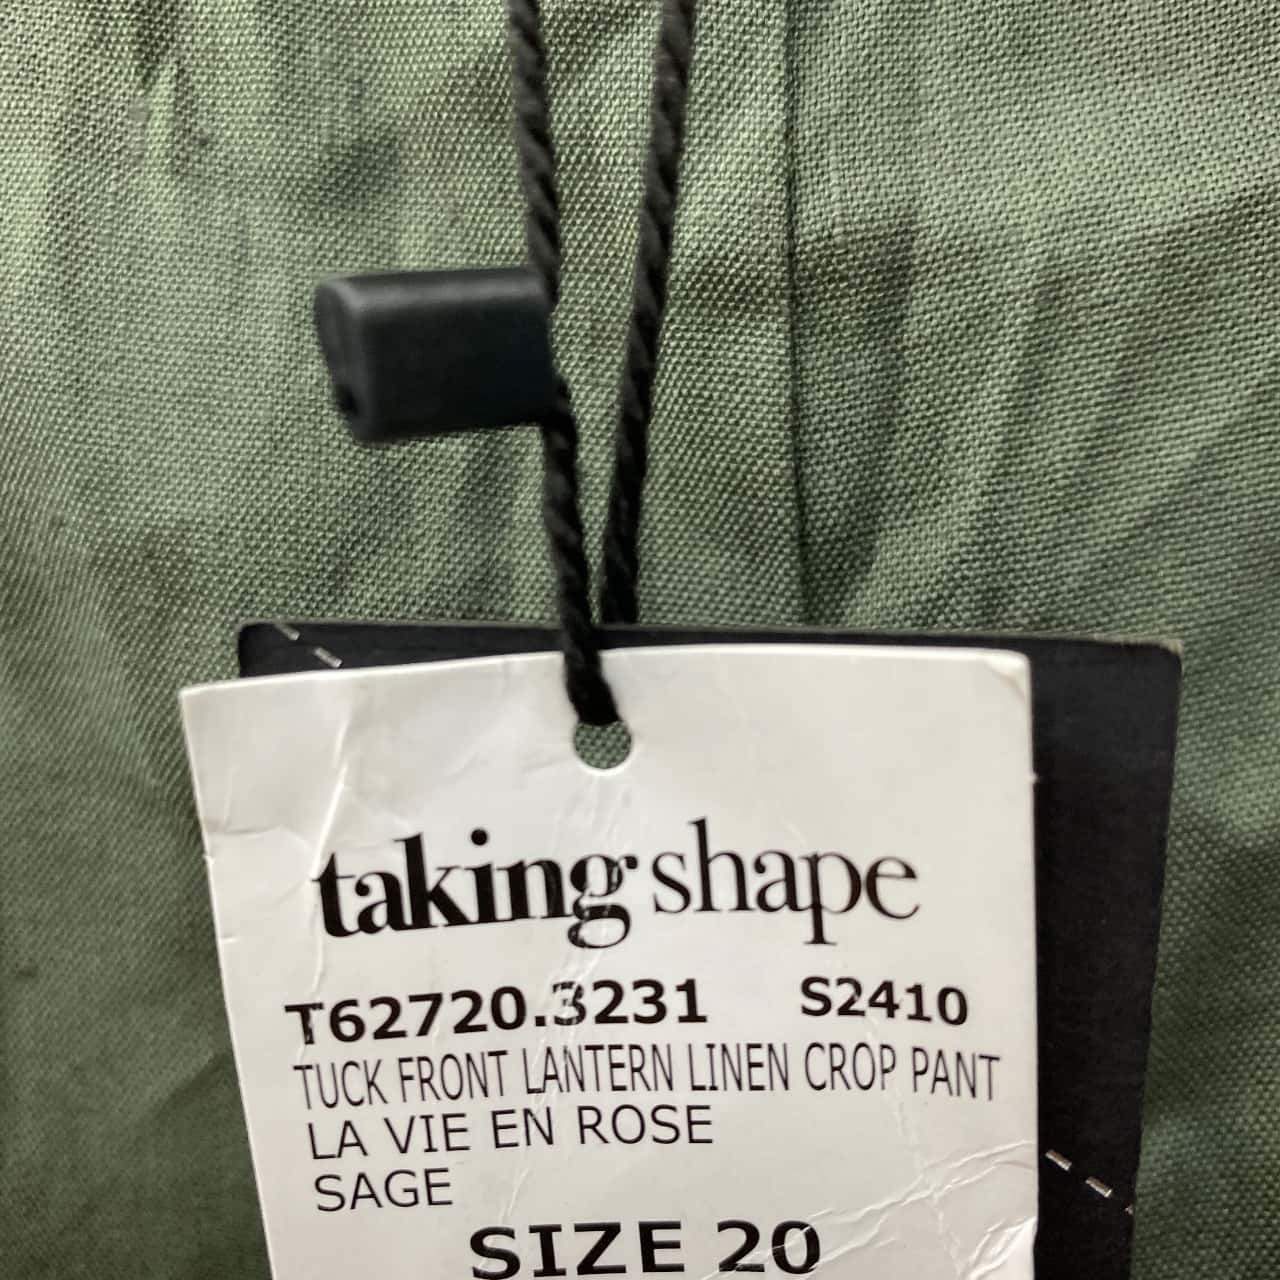 taking shape
T62720.3231 S2410
TUCK FRONT LANTERN LINEN CROP PANT
LA VIE EN ROSE
SAGE
SIZE 20